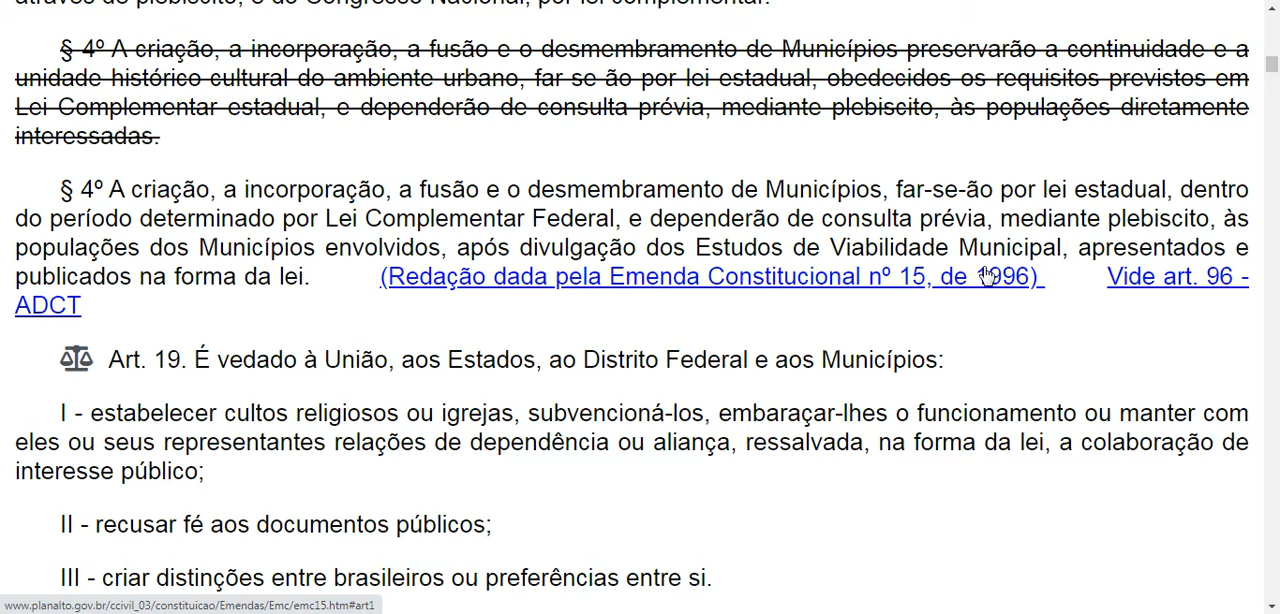 através de plebiscito, e do Congresso Nacional, por lei complementar.
§ 4º A criação, a incorporação, a fusão e o desmembramento de Municípios preservarão a continuidade e a
unidade histórico cultural do ambiente urbano, far se ão por lei estadual, obedecidos os requisitos previstos em
Lei Complementar estadual, e dependerão de consulta prévia, mediante plebiscito, às populações diretamente
interessadas.
§ 4º A criação, a incorporação, a fusão e o desmembramento de Municípios, far-se-ão por lei estadual, dentro
do período determinado por Lei Complementar Federal, e dependerão de consulta prévia, mediante plebiscito, às
populações dos Municípios envolvidos, após divulgação dos Estudos de Viabilidade Municipal, apresentados e
publicados na forma da lei. (Redação dada pela Emenda Constitucional nº 15, de 1996) Vide art. 96 -
ADCT
Art. 19. É vedado à União, aos Estados, ao Distrito Federal e aos Municípios:
I - estabelecer cultos religiosos ou igrejas, subvencioná-los, embaraçar-lhes o funcionamento ou manter com
eles ou seus representantes relações de dependência ou aliança, ressalvada, na forma da lei, a colaboração de
interesse público;
II - recusar fé aos documentos públicos;
III - criar distinções entre brasileiros ou preferências entre si.
www.planalto.gov.br/ccivil_03/constituicao/Emendas/Emc/emc15.htm#art1